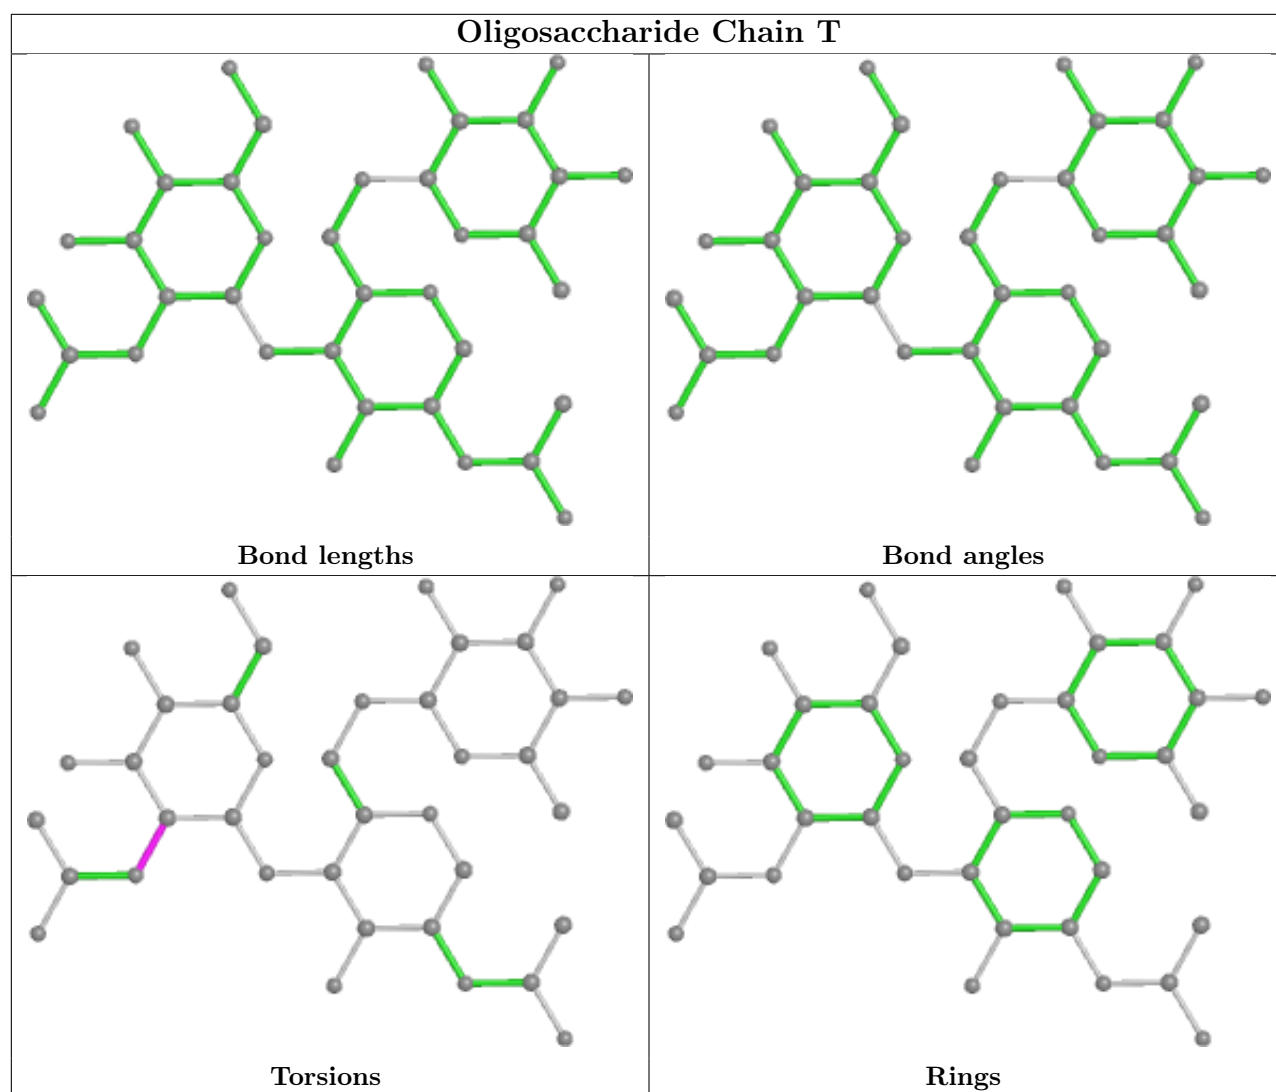 Oligosaccharide Chain T
Bond lengths
Bond angles
Torsions
Rings